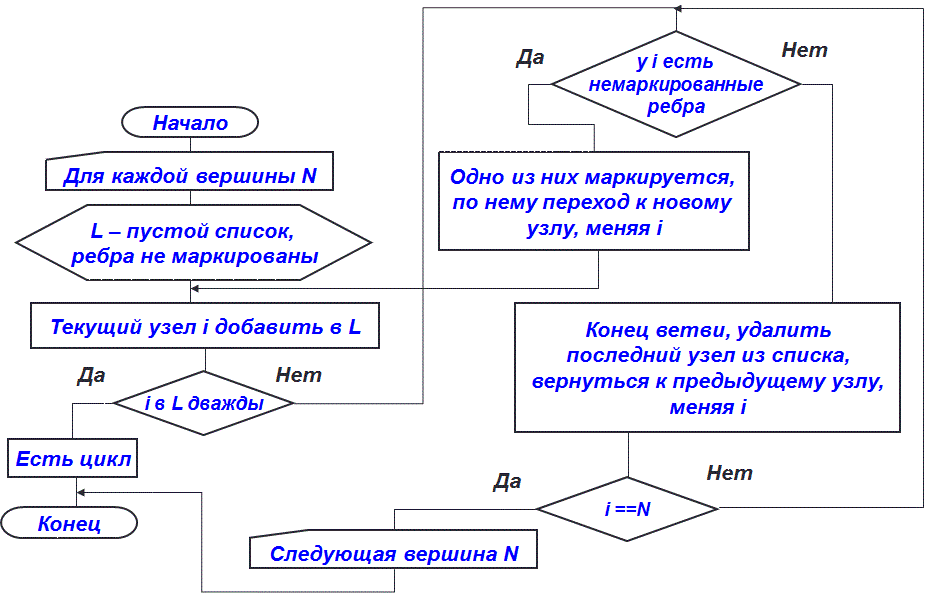 Начало
Для каждой вершины N
L – пустой список,
ребра не маркированы
Текущий узел i добавить в L
Да
Нет
i в L дважды
Есть цикл
Конец
Да
Нет
у i есть
немаркированные
ребра
Одно из них маркируется,
по нему переход к новому
узлу, меняя i
Конец ветви, удалить
последний узел из списка,
вернуться к предыдущему узлу,
меняя i
Да
Нет
i ==N
Следующая вершина N